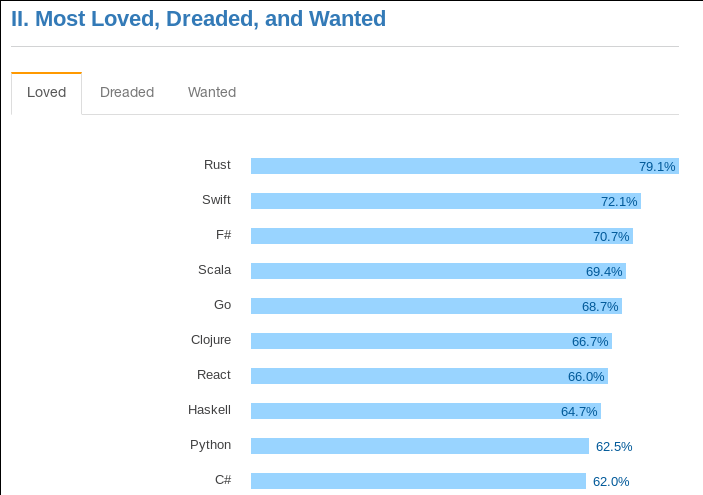 II. Most Loved, Dreaded, and Wanted
Loved Dreaded Wanted
Rust 79.1%
Swift 72.1%
F# 70.7%
Scala 69.4%
Go 68.7%
Clojure 66.7%
React 66.0%
Haskell 64.7%
Python 62.5%
C# 62.0%